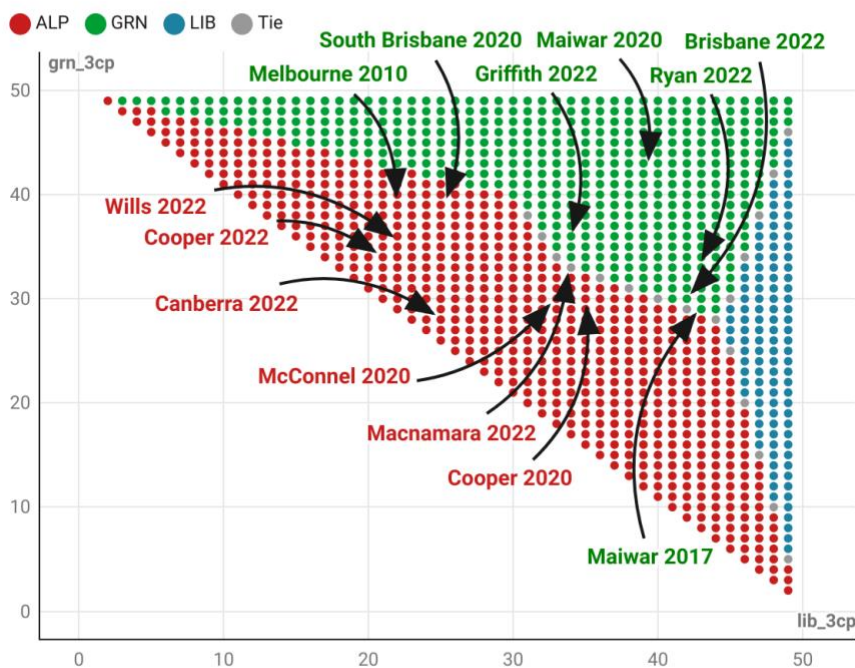 ALP GRN LIB Tie
grn_3cp
South Brisbane 2020 Maiwar 2020 Brisbane 2022
Melbourne 2010 Griffith 2022 Ryan 2022
50
40
Wills 2022
Cooper 2022
30
Canberra 2022
McConnel 2020
20
Macnamara 2022
Cooper 2020
10
Maiwar 2017
0
lib_3cp
0 10 20 30 40 50